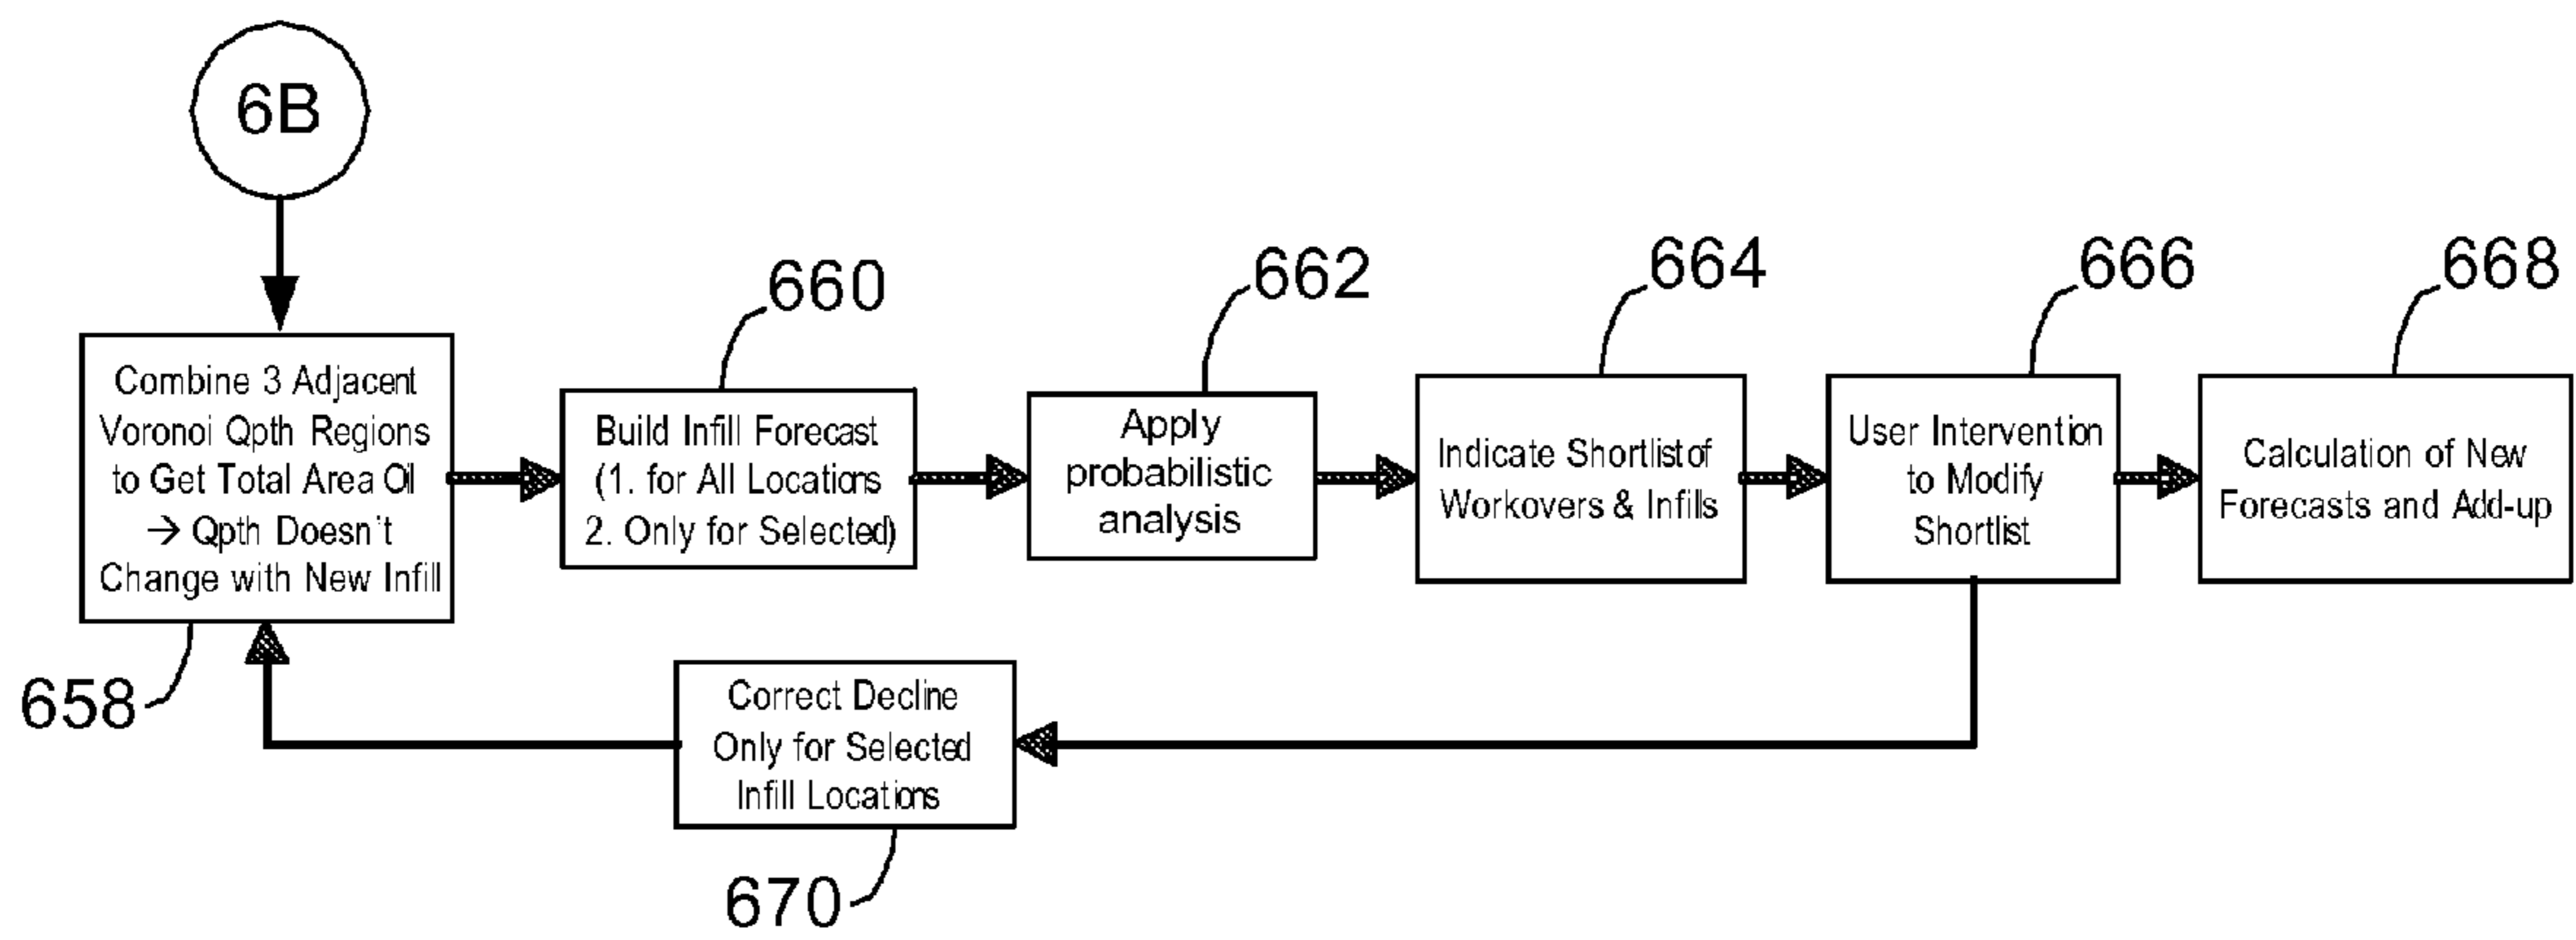 6B
660
662
664
666
668
Combine 3 Adjacent
Voronoi Qpth Regions
to Get Total Area Oil
→ Qpth Doesn't
Change with New Infill
Build Infill Forecast
(1. for All Locations
2. Only for Selected)
Apply
probabilistic
analysis
Indicate Shortlist of
Workovers & Infills
User Intervention
to Modify
Shortlist
Calculation of New
Forecasts and Add-up
658
Correct Decline
Only for Selected
Infill Locations
670